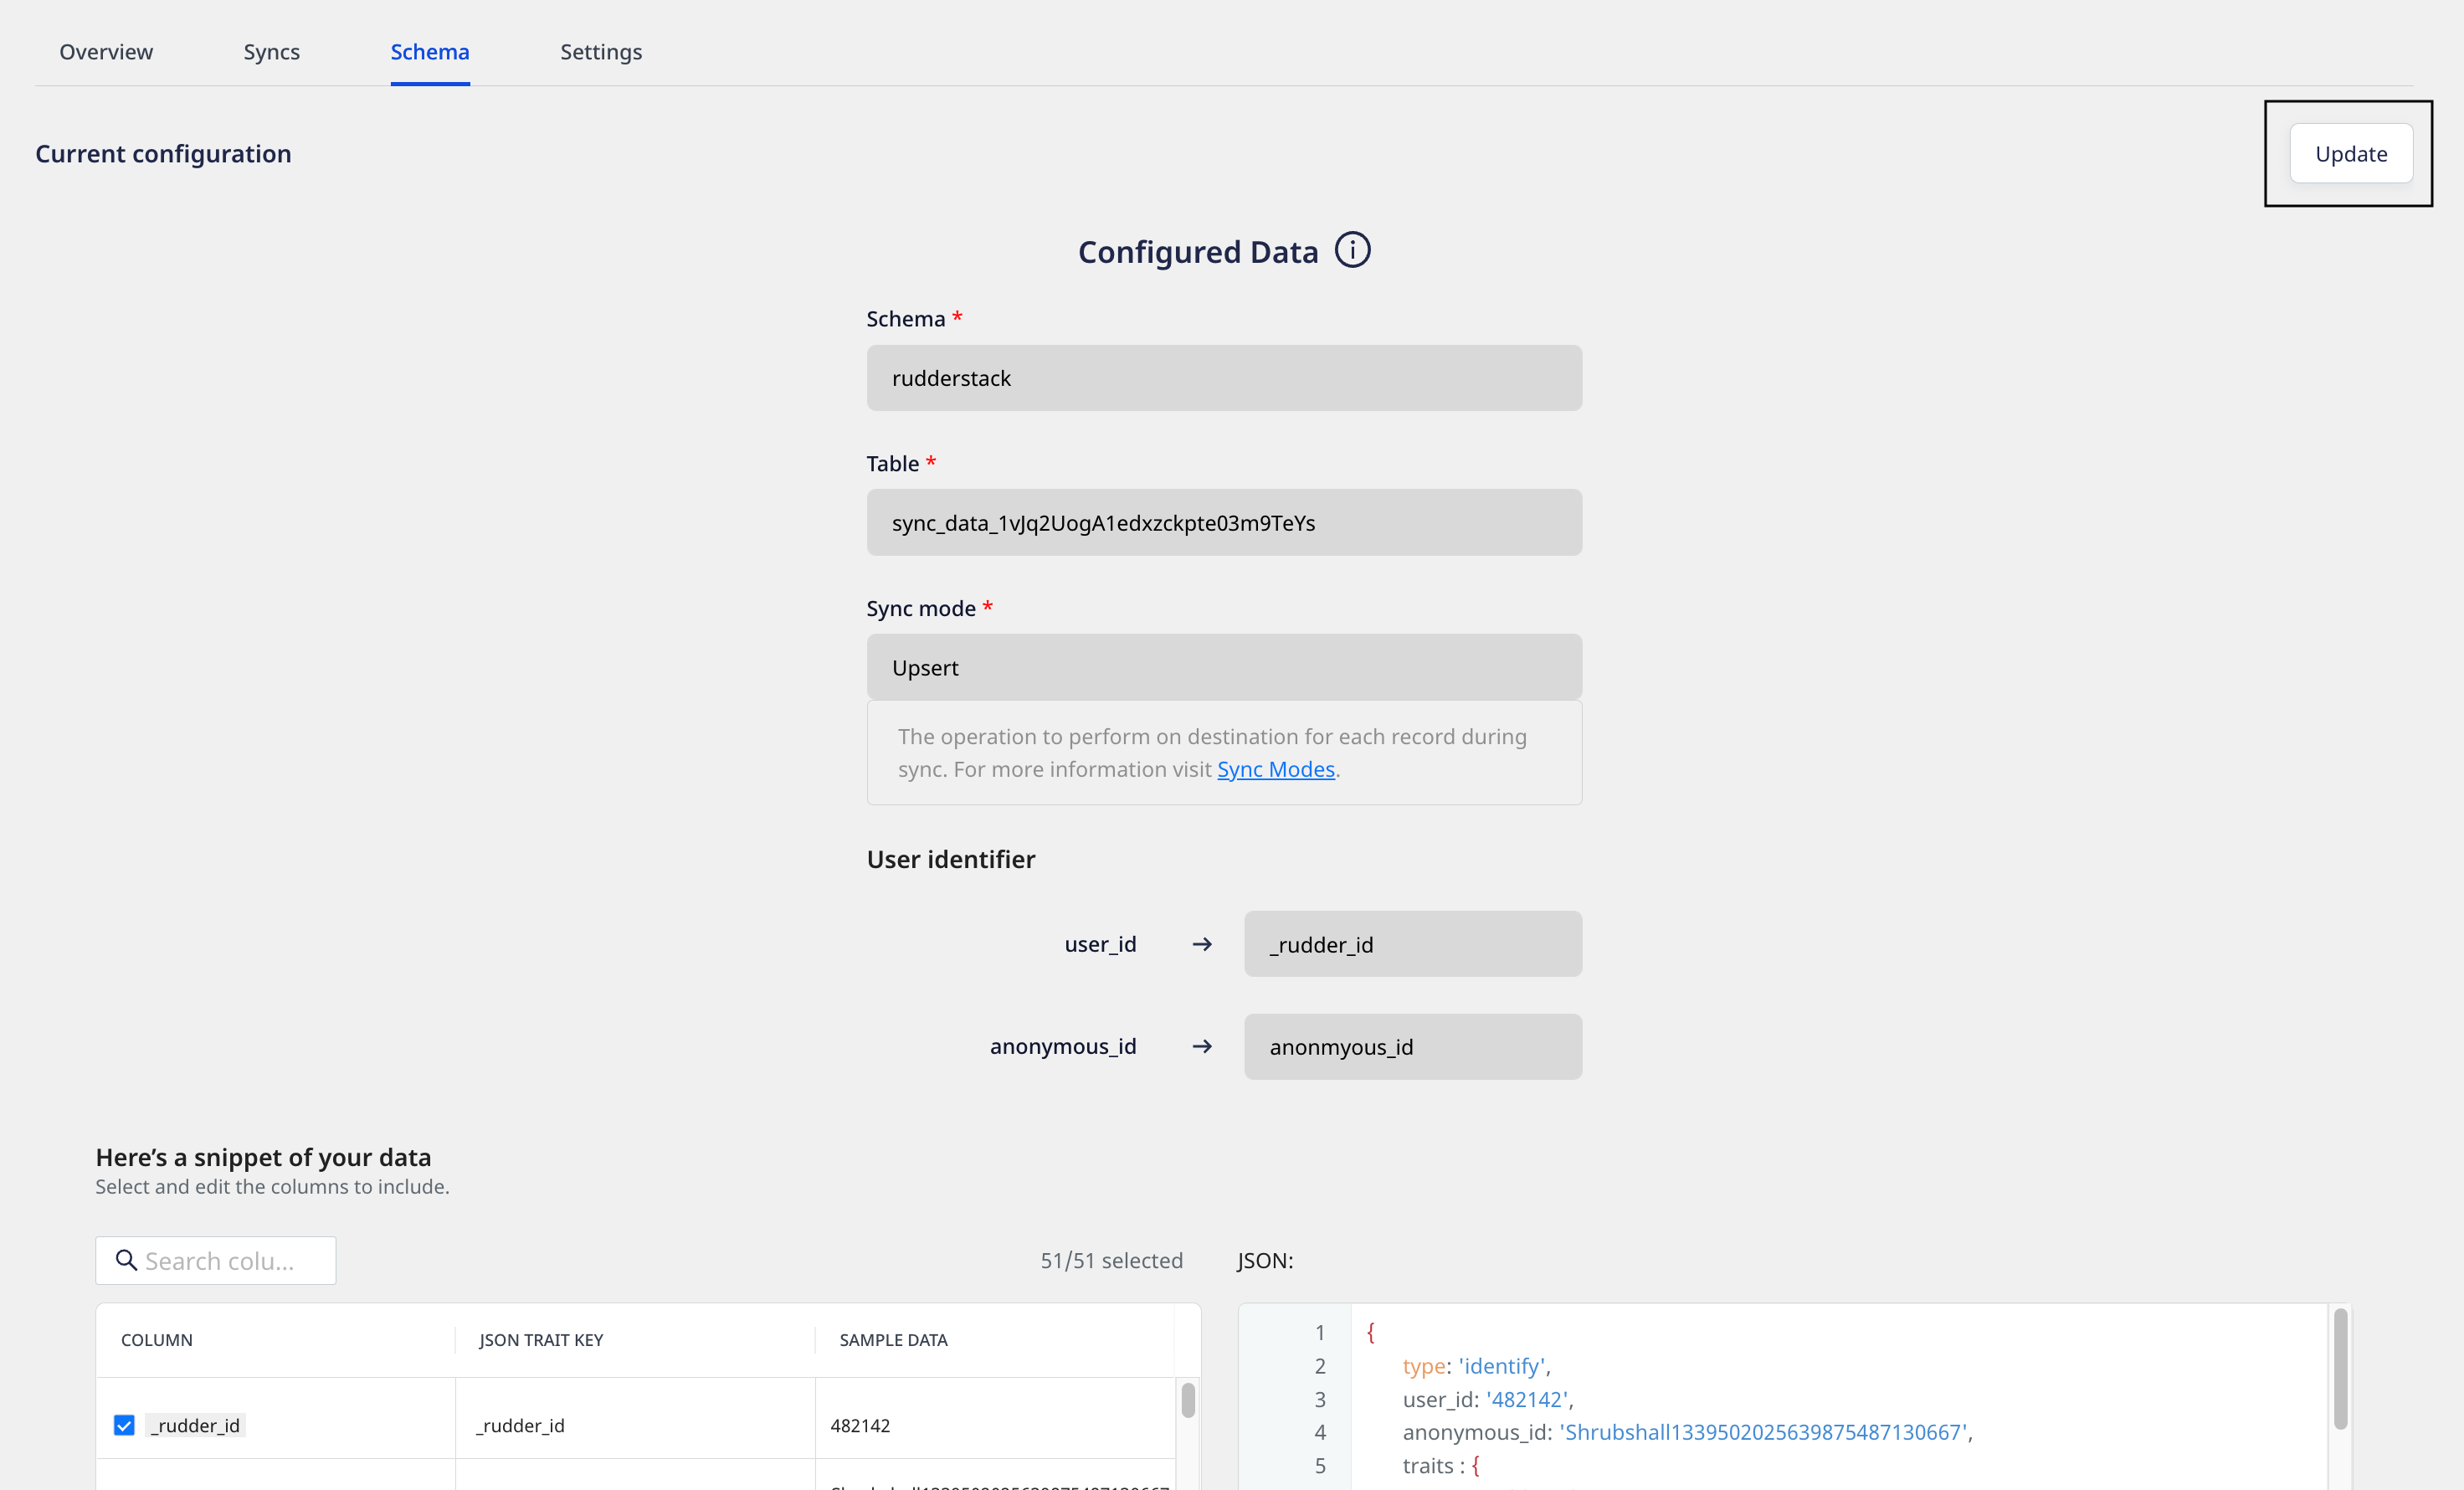 Overview Syncs Schema Settings
Current configuration
Update
Configured Data
Schema *
rudderstack
Table *
sync_data_1vJq2UogA1edxzckpte03m9TeYs
Sync mode *
Upsert
The operation to perform on destination for each record during
sync. For more information visit Sync Modes.
User identifier
user_id → _rudder_id
anonymous_id → anonmyous_id
Here’s a snippet of your data
Select and edit the columns to include.
Search colu...
51/51 selected
JSON:
COLUMN JSON TRAIT KEY SAMPLE DATA
_rudder_id _rudder_id 482142
1 {
2 type: 'identify',
3 user_id: '482142',
4 anonymous_id: 'Shrubshall1339502025639875487130667',
5 traits : {